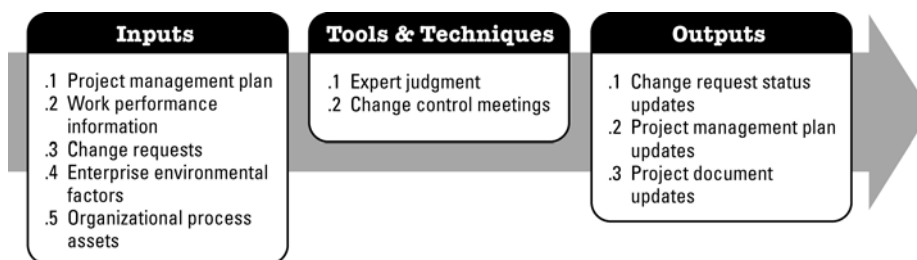 Inputs
.1 Project management plan
.2 Work performance
information
.3 Change requests
.4 Enterprise environmental
factors
.5 Organizational process
assets
Tools & Techniques
.1 Expert judgment
.2 Change control meetings
Outputs
.1 Change request status
updates
.2 Project management plan
updates
.3 Project document
updates